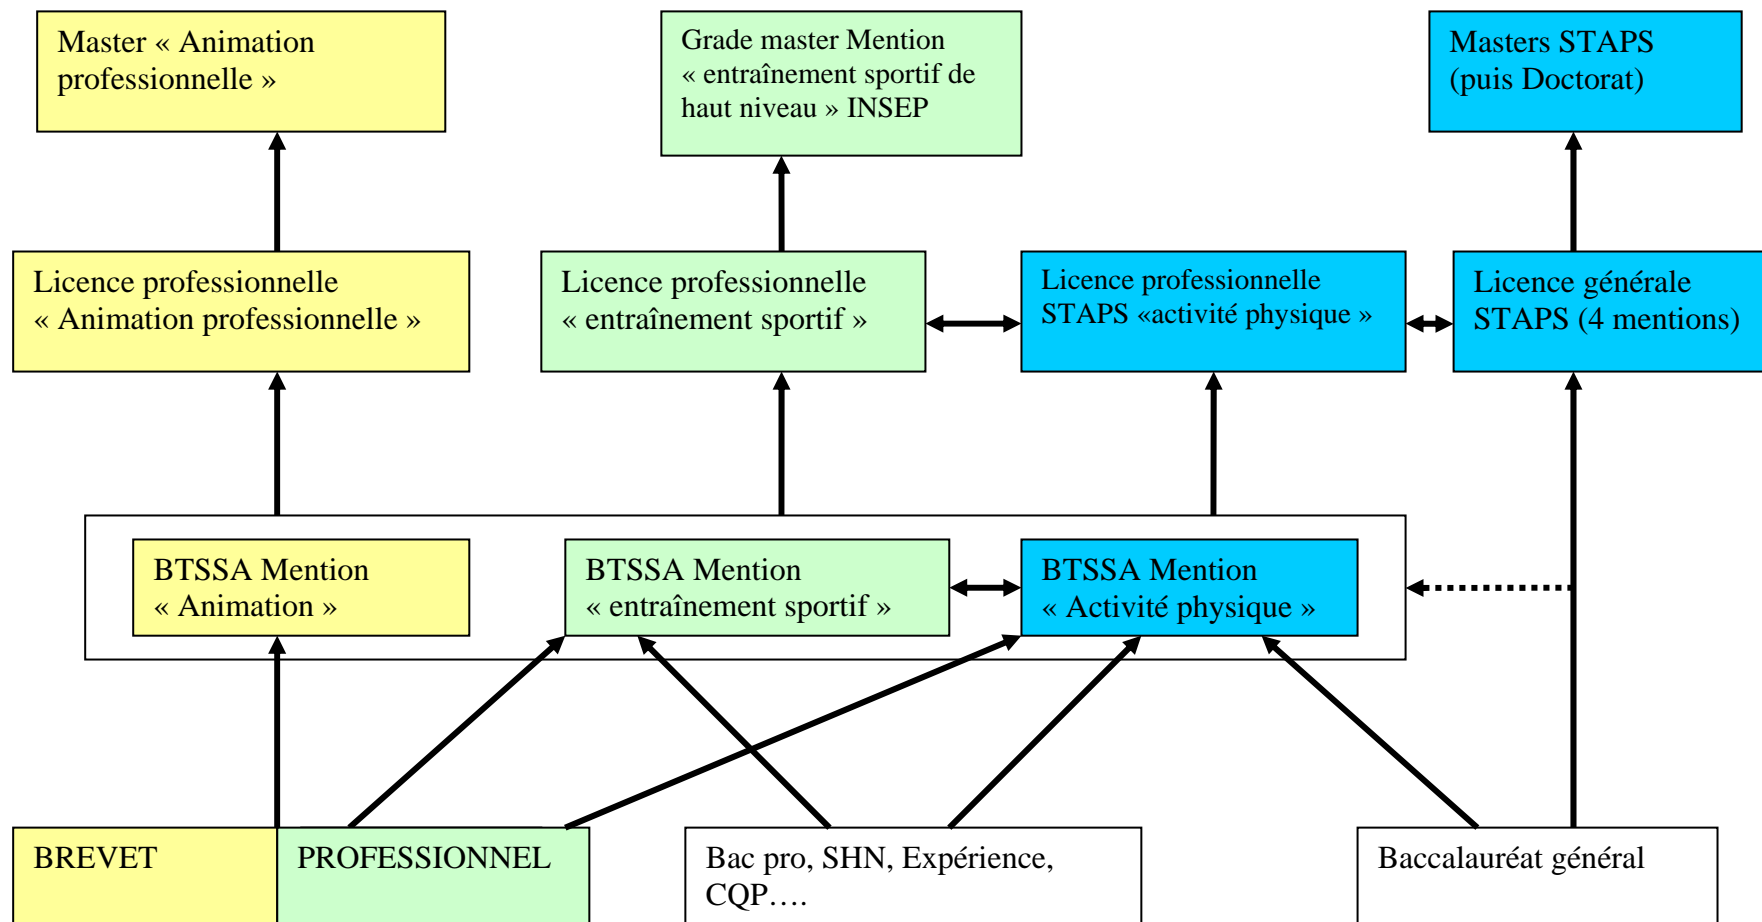 Master « Animation
professionnelle »
Grade master Mention
« entraînement sportif de
haut niveau » INSEP
Masters STAPS
(puis Doctorat)
Licence professionnelle
« Animation professionnelle »
Licence professionnelle
« entraînement sportif »
Licence professionnelle
STAPS «activité physique »
Licence générale
STAPS (4 mentions)
BTSSA Mention
« Animation »
BTSSA Mention
« entraînement sportif »
BTSSA Mention
« Activité physique »
BREVET
PROFESSIONNEL
Bac pro, SHN, Expérience,
CQP….
Baccalauréat général